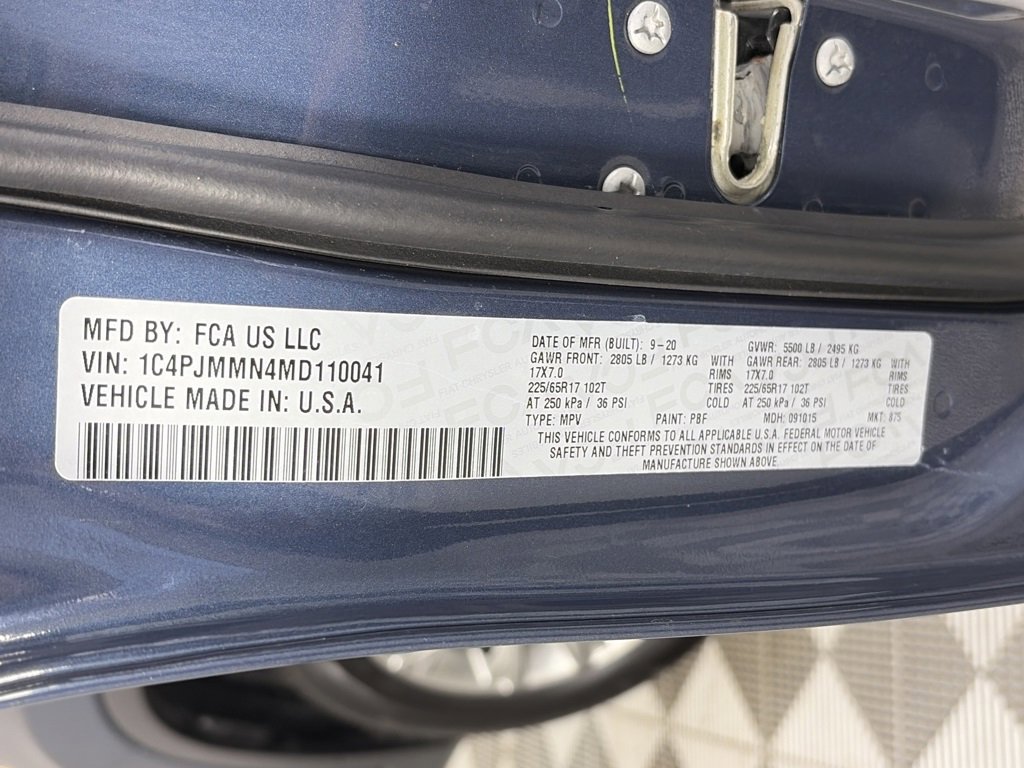 MFD BY: FCA US LLC
VIN: 1C4PJMMN4MD110041
VEHICLE MADE IN: U.S.A.
DATE OF MFR (BUILT): 9-20 GVWR: 5500 LB / 2495 KG
GAWR FRONT: 2805 LB / 1273 KG WITH GAWR REAR: 2805 LB / 1273 KG WITH
17X7.0 RIMS 17X7.0 RIMS
225/65R17 102T TIRES 225/65R17 102T TIRES
AT 250 kPa / 36 PSI COLD AT 250 kPa / 36 PSI COLD
TYPE: MPV PAINT: PBF MDH: 091015 MKT: 875
THIS VEHICLE CONFORMS TO ALL APPLICABLE U.S.A. FEDERAL MOTOR VEHICLE
SAFETY AND THEFT PREVENTION STANDARDS IN EFFECT ON THE DATE OF
MANUFACTURE SHOWN ABOVE.